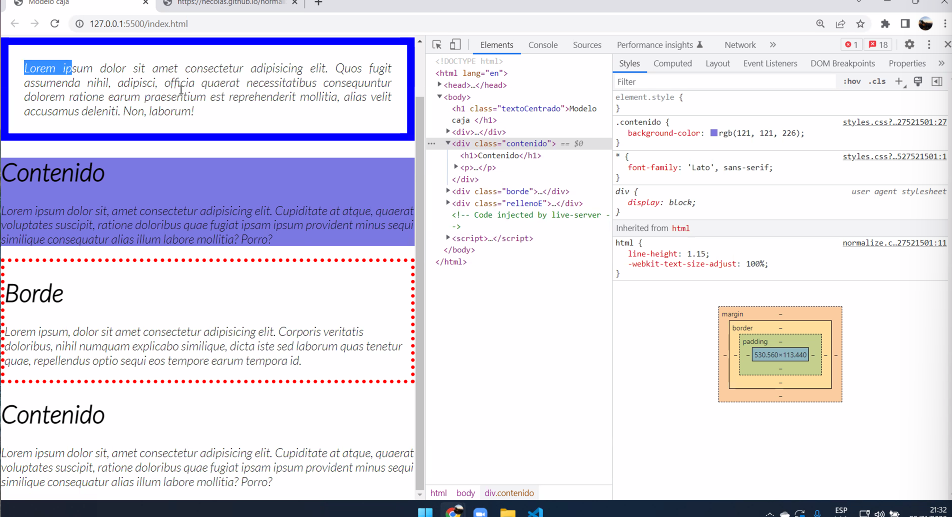 Modelo caja
https://necolas.github.io/normal
127.0.0.1:5500/index.html
Lorem ipsum dolor sit amet consectetur adipisicing elit. Quos fugit
assumenda nihil, adipisci, officia quaerat necessitatibus consequuntur
dolorem ratione earum praesentium est reprehenderit mollitia, alias velit
accusamus deleniti. Non, laborum!
Contenido
Lorem ipsum dolor sit, amet consectetur adipisicing elit. Cupiditate at atque, quaerat
voluptates suscipit, ratione doloribus quae fugiat ipsam ipsum provident minus sequi
similique consequatur alias illum labore mollitia? Porro?
Borde
Lorem ipsum, dolor sit amet consectetur adipisicing elit. Corporis veritatis
doloribus, nihil numquam explicabo similique, dicta iste sed laborum quas tenetur
quae, repellendus optio sequi eos tempore earum tempora id.
Contenido
Lorem ipsum dolor sit, amet consectetur adipisicing elit. Cupiditate at atque, quaerat
voluptates suscipit, ratione doloribus quae fugiat ipsam ipsum provident minus sequi
similique consequatur alias illum labore mollitia? Porro?
Elements Console Sources Performance insights Network » 1 18
<!DOCTYPE html>
<html lang="en">
<head>…</head>
<body>
<h1 class="textoCentrado">Modelo
caja </h1>
<div>…</div>
<div class="contenido"> == $0
<h1>Contenido</h1>
<p>…</p>
</div>
<div class="borde">…</div>
<div class="rellenoE">…</div>
<!-- Code injected by live-server -
->
<script>…</script>
</body>
</html>
html body div.contenido
Styles Computed Layout Event Listeners DOM Breakpoints Properties »
Filter :hov .cls +
element.style {
}
.contenido { styles.css?…27521501:27
background-color: rgb(121, 121, 226);
}
* { styles.css?…527521501:1
font-family: 'Lato', sans-serif;
}
div { user agent stylesheet
display: block;
}
Inherited from html
html { normalize.c…27521501:11
line-height: 1.15;
-webkit-text-size-adjust: 100%;
}
margin –
border –
padding –
– – – 530.560×113.440 – – –
–
–
–
ESP
21:32